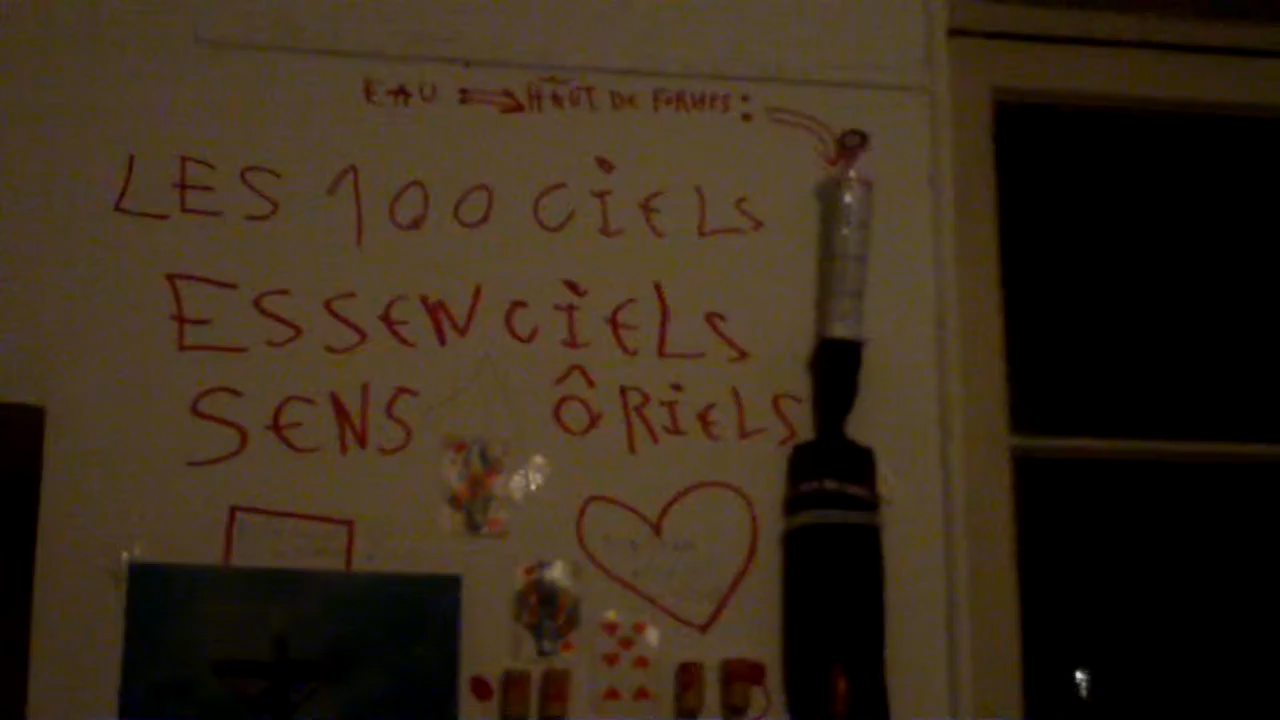 EAU ⇒ HAUT DE FORMES :
LES 100 CIELS
ESSENCIELS
SENS ÔRIELS